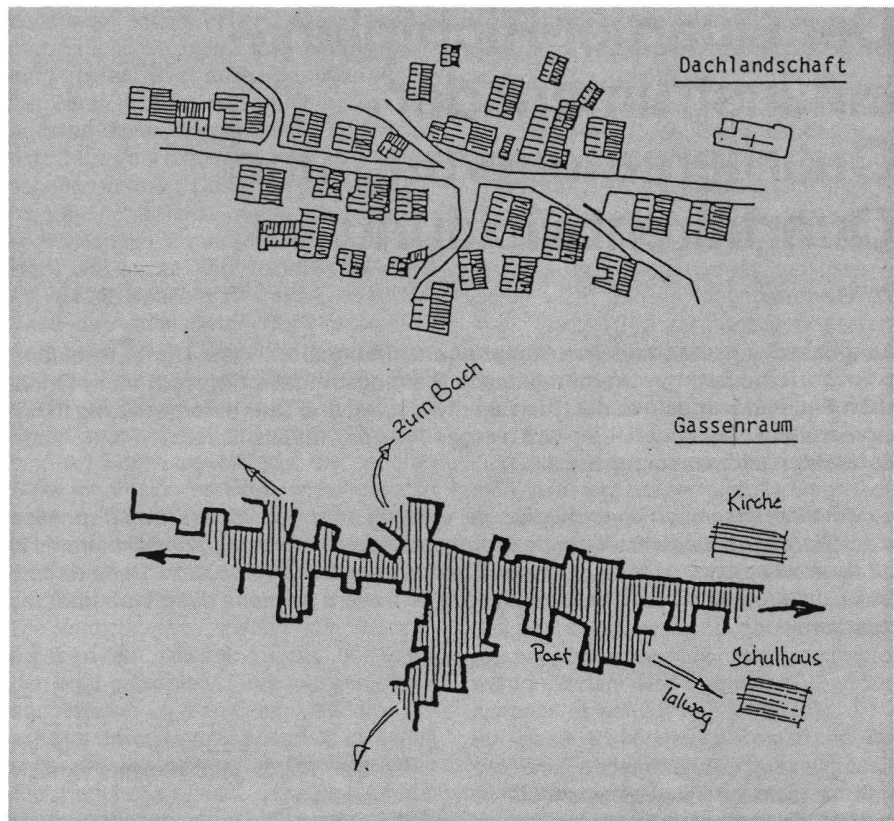 Dachlandschaft
zum Bach
Gassenraum
Kirche
Post
Schulhaus
Talweg